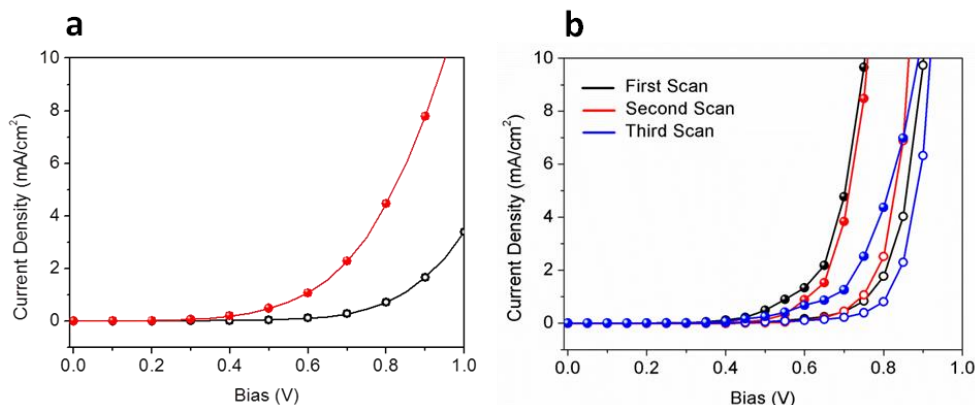 a
10
8
6
4
2
0
Current Density (mA/cm²)
0.0 0.2 0.4 0.6 0.8 1.0
Bias (V)
b
10
8
6
4
2
0
Current Density (mA/cm²)
First Scan
Second Scan
Third Scan
0.0 0.2 0.4 0.6 0.8 1.0
Bias (V)